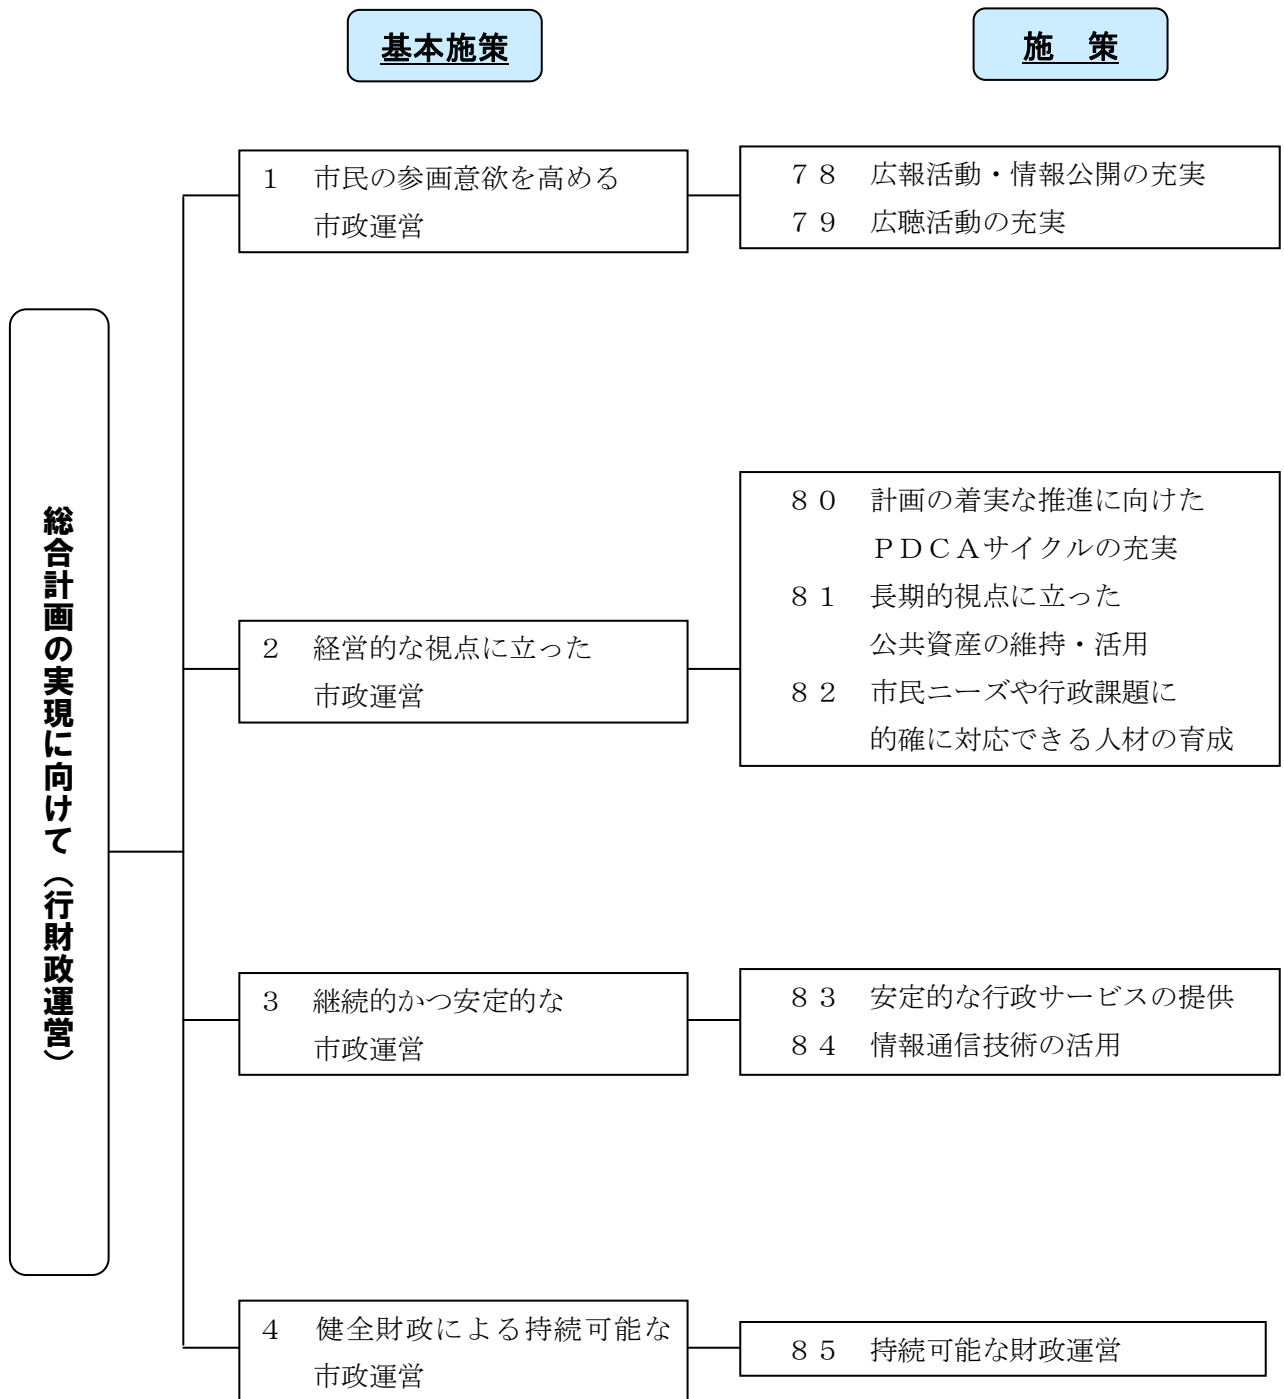 基本施策
施　策
総合計画の実現に向けて（行財政運営）
１　市民の参画意欲を高める
市政運営
７８　広報活動・情報公開の充実
７９　広聴活動の充実
２　経営的な視点に立った
市政運営
８０　計画の着実な推進に向けた
ＰＤＣＡサイクルの充実
８１　長期的視点に立った
公共資産の維持・活用
８２　市民ニーズや行政課題に
的確に対応できる人材の育成
３　継続的かつ安定的な
市政運営
８３　安定的な行政サービスの提供
８４　情報通信技術の活用
４　健全財政による持続可能な
市政運営
８５　持続可能な財政運営